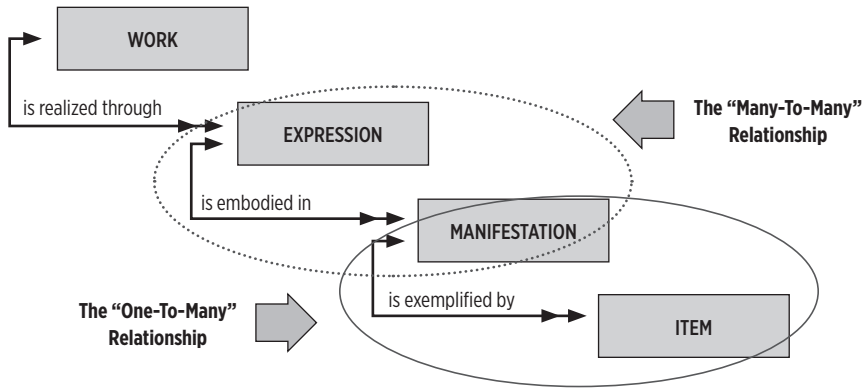 WORK
is realized through
EXPRESSION
The “Many-To-Many”
Relationship
is embodied in
MANIFESTATION
is exemplified by
The “One-To-Many”
Relationship
ITEM